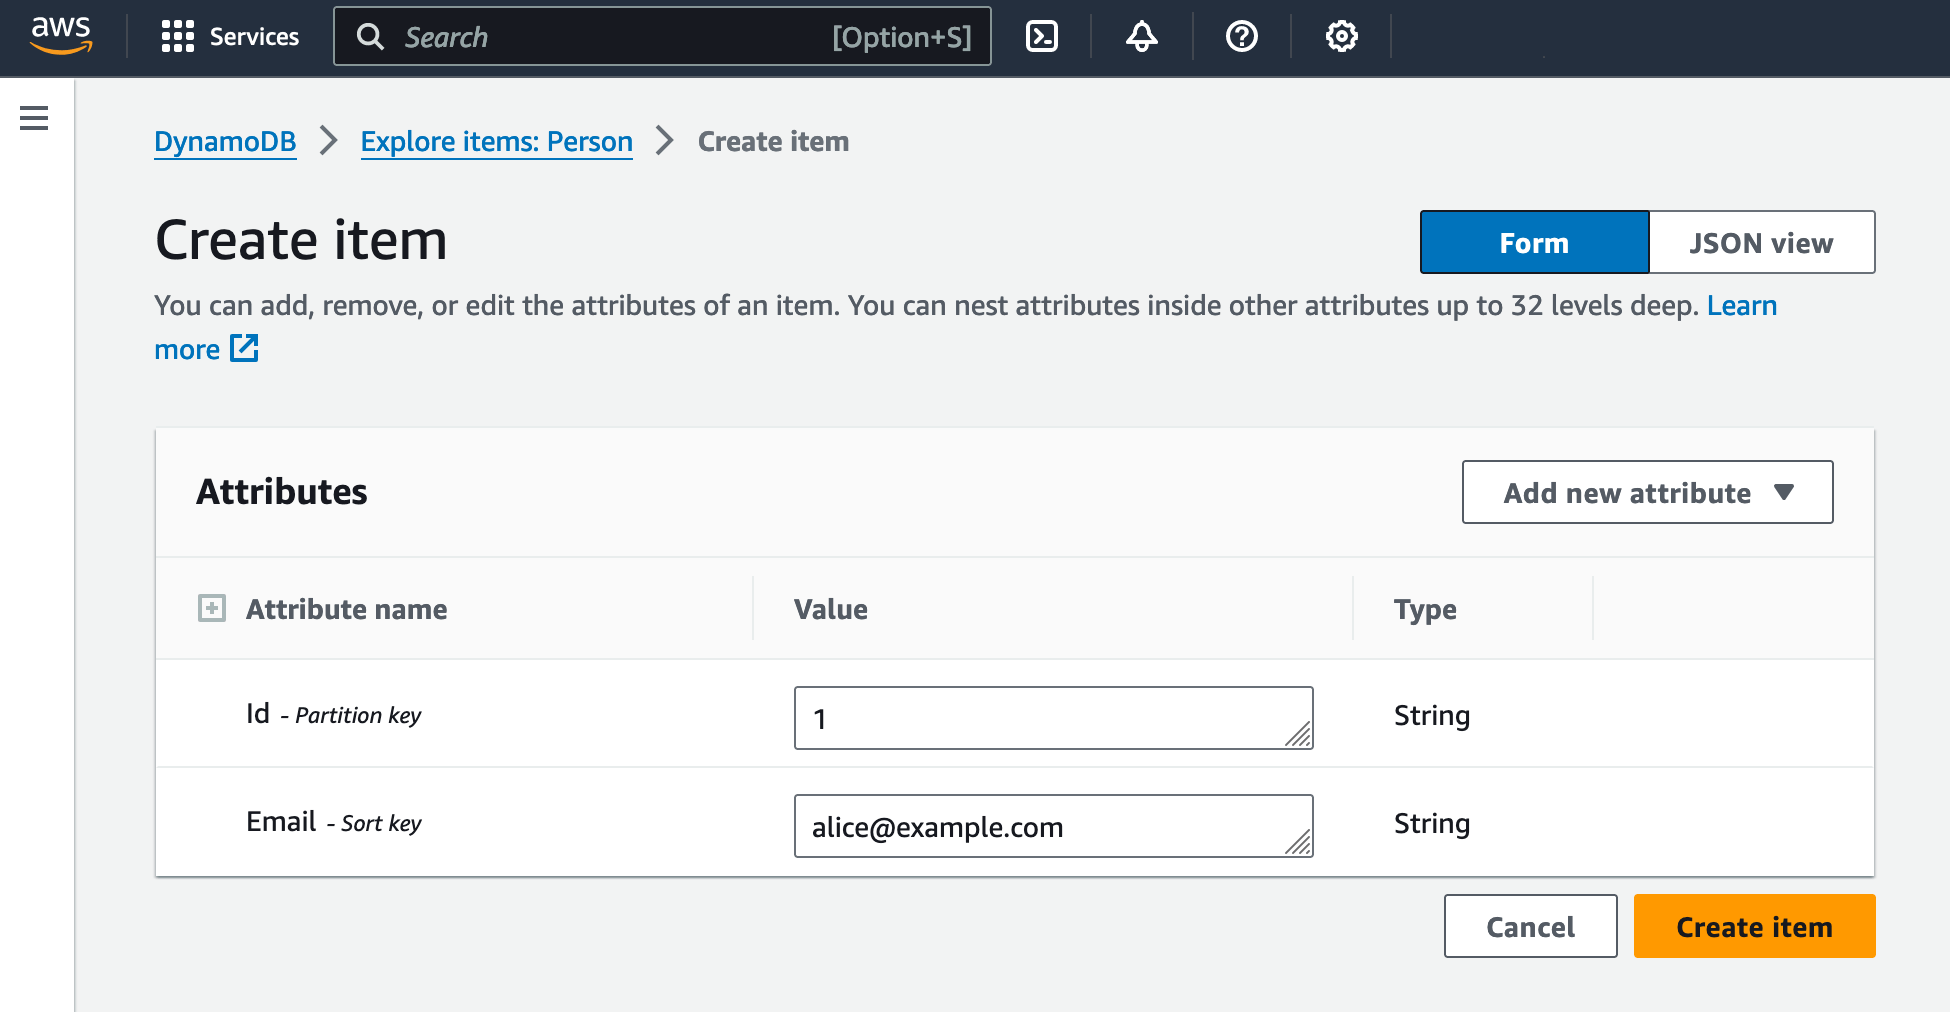 aws
Services
Search [Option+S]
DynamoDB > Explore items: Person > Create item
Create item
Form
JSON view
You can add, remove, or edit the attributes of an item. You can nest attributes inside other attributes up to 32 levels deep. Learn
more
Attributes
Add new attribute
Attribute name Value Type
Id - Partition key 1 String
Email - Sort key alice@example.com String
Cancel
Create item